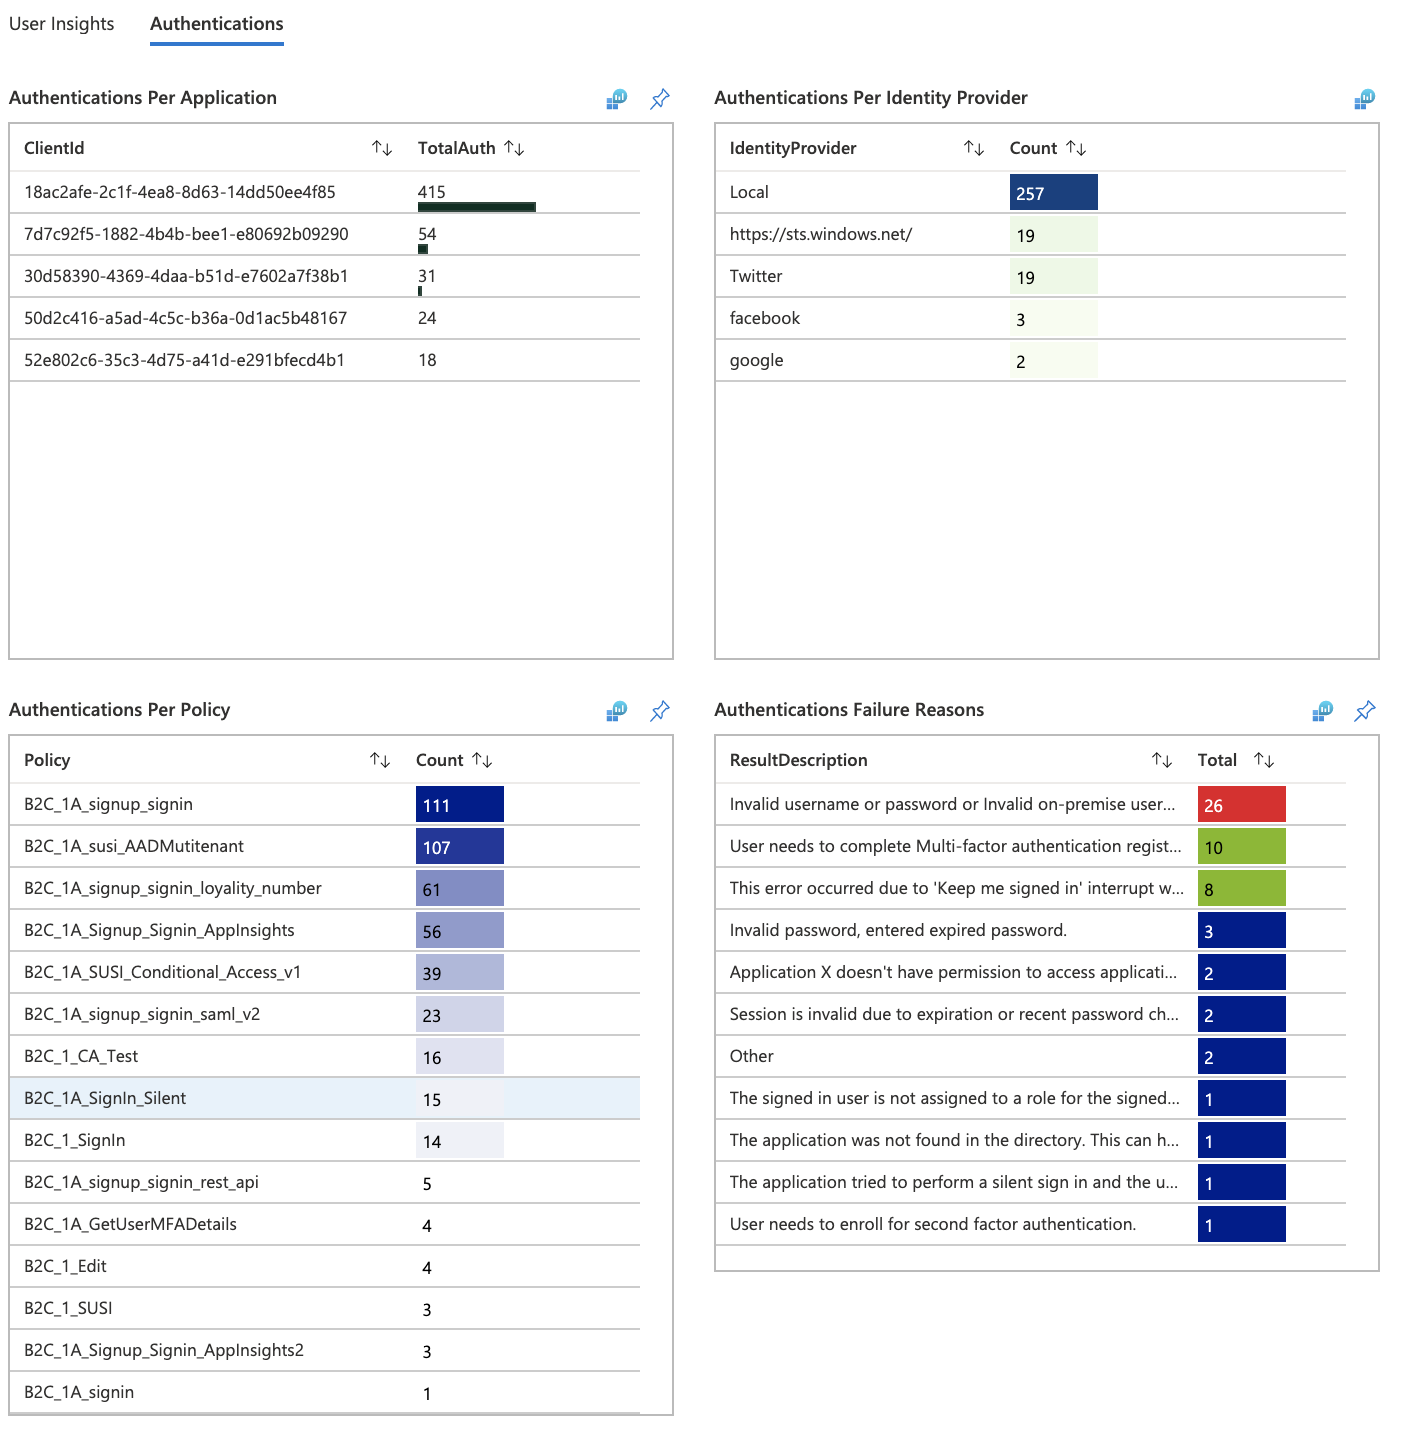 User Insights Authentications
Authentications Per Application
ClientId TotalAuth
18ac2afe-2c1f-4ea8-8d63-14dd50ee4f85 415
7d7c92f5-1882-4b4b-bee1-e80692b09290 54
30d58390-4369-4daa-b51d-e7602a7f38b1 31
50d2c416-a5ad-4c5c-b36a-0d1ac5b48167 24
52e802c6-35c3-4d75-a41d-e291bfecd4b1 18
Authentications Per Identity Provider
IdentityProvider Count
Local 257
https://sts.windows.net/ 19
Twitter 19
facebook 3
google 2
Authentications Per Policy
Policy Count
B2C_1A_signup_signin 111
B2C_1A_susi_AADMutitenant 107
B2C_1A_signup_signin_loyality_number 61
B2C_1A_Signup_Signin_AppInsights 56
B2C_1A_SUSI_Conditional_Access_v1 39
B2C_1A_signup_signin_saml_v2 23
B2C_1_CA_Test 16
B2C_1A_SignIn_Silent 15
B2C_1_SignIn 14
B2C_1A_signup_signin_rest_api 5
B2C_1A_GetUserMFADetails 4
B2C_1_Edit 4
B2C_1_SUSI 3
B2C_1A_Signup_Signin_AppInsights2 3
B2C_1A_signin 1
Authentications Failure Reasons
ResultDescription Total
Invalid username or password or Invalid on-premise user... 26
User needs to complete Multi-factor authentication regist... 10
This error occurred due to 'Keep me signed in' interrupt w... 8
Invalid password, entered expired password. 3
Application X doesn't have permission to access applicati... 2
Session is invalid due to expiration or recent password ch... 2
Other 2
The signed in user is not assigned to a role for the signed... 1
The application was not found in the directory. This can h... 1
The application tried to perform a silent sign in and the u... 1
User needs to enroll for second factor authentication. 1